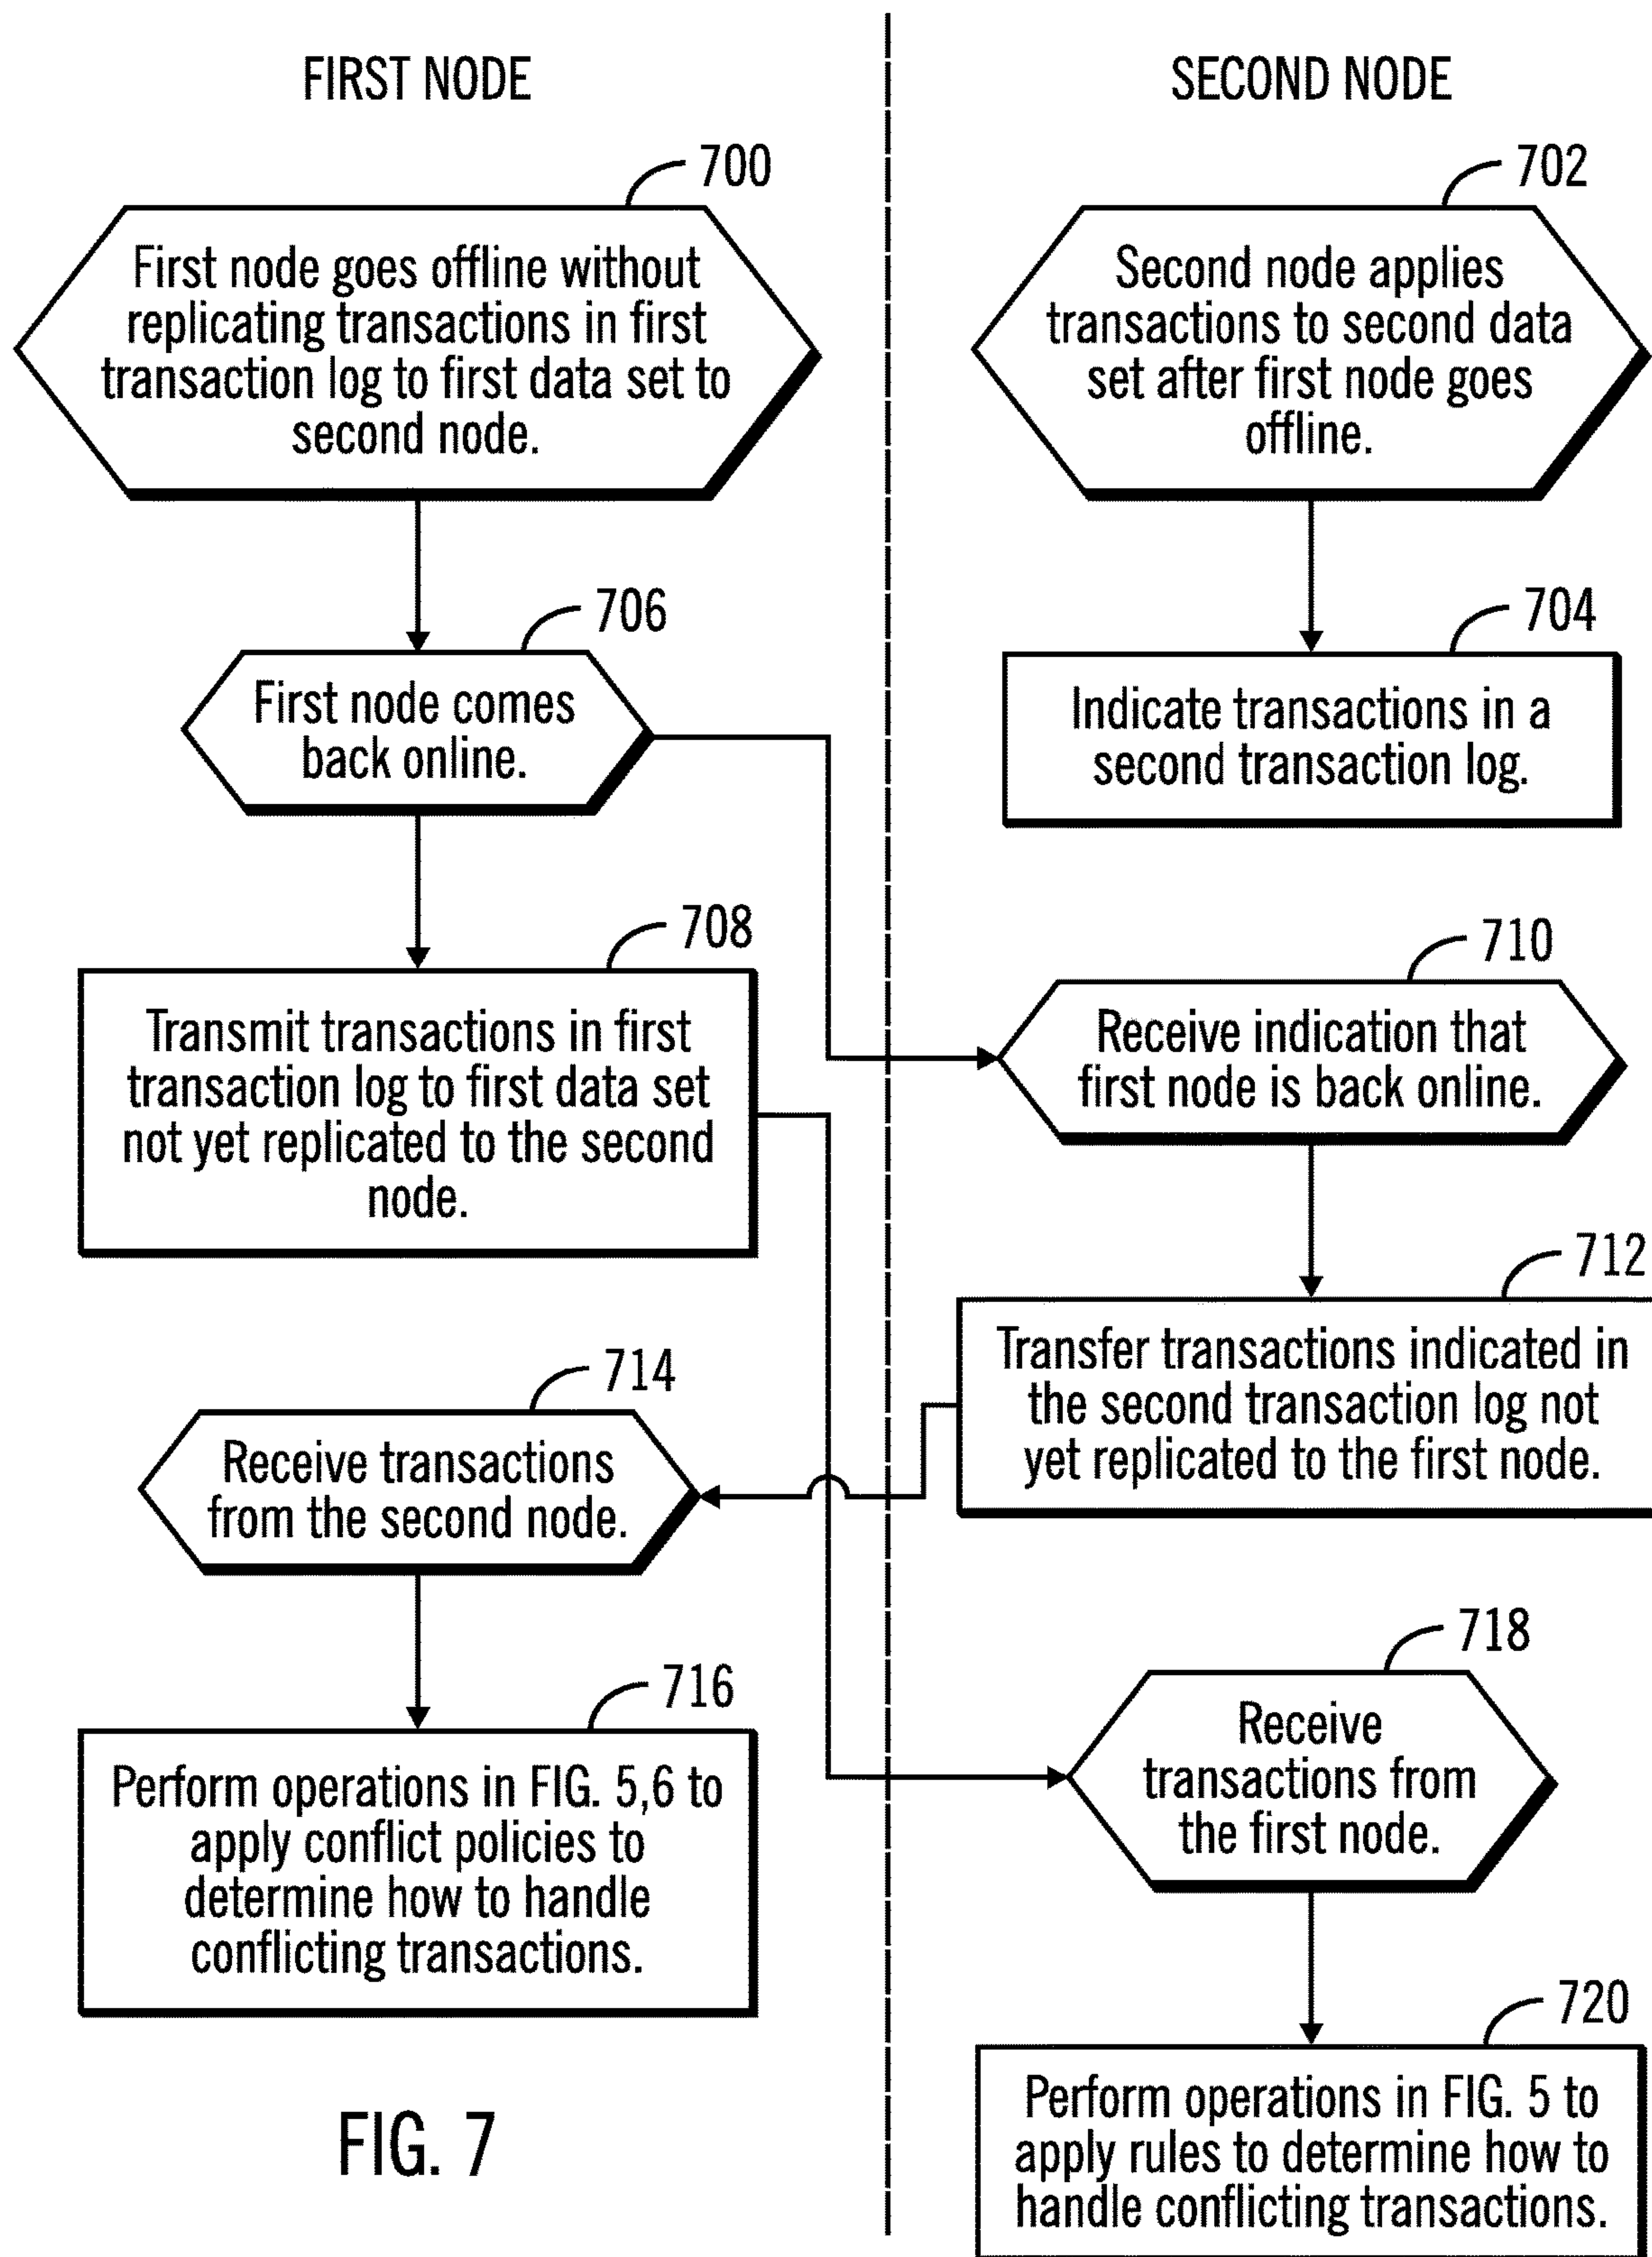 FIRST NODE
700
First node goes offline without
replicating transactions in first
transaction log to first data set to
second node.
706
First node comes
back online.
708
Transmit transactions in first
transaction log to first data set
not yet replicated to the second
node.
714
Receive transactions
from the second node.
716
Perform operations in FIG. 5,6 to
apply conflict policies to
determine how to handle
conflicting transactions.
SECOND NODE
702
Second node applies
transactions to second data
set after first node goes
offline.
704
Indicate transactions in a
second transaction log.
710
Receive indication that
first node is back online.
712
Transfer transactions indicated in
the second transaction log not
yet replicated to the first node.
718
Receive
transactions from
the first node.
720
Perform operations in FIG. 5 to
apply rules to determine how to
handle conflicting transactions.
FIG. 7